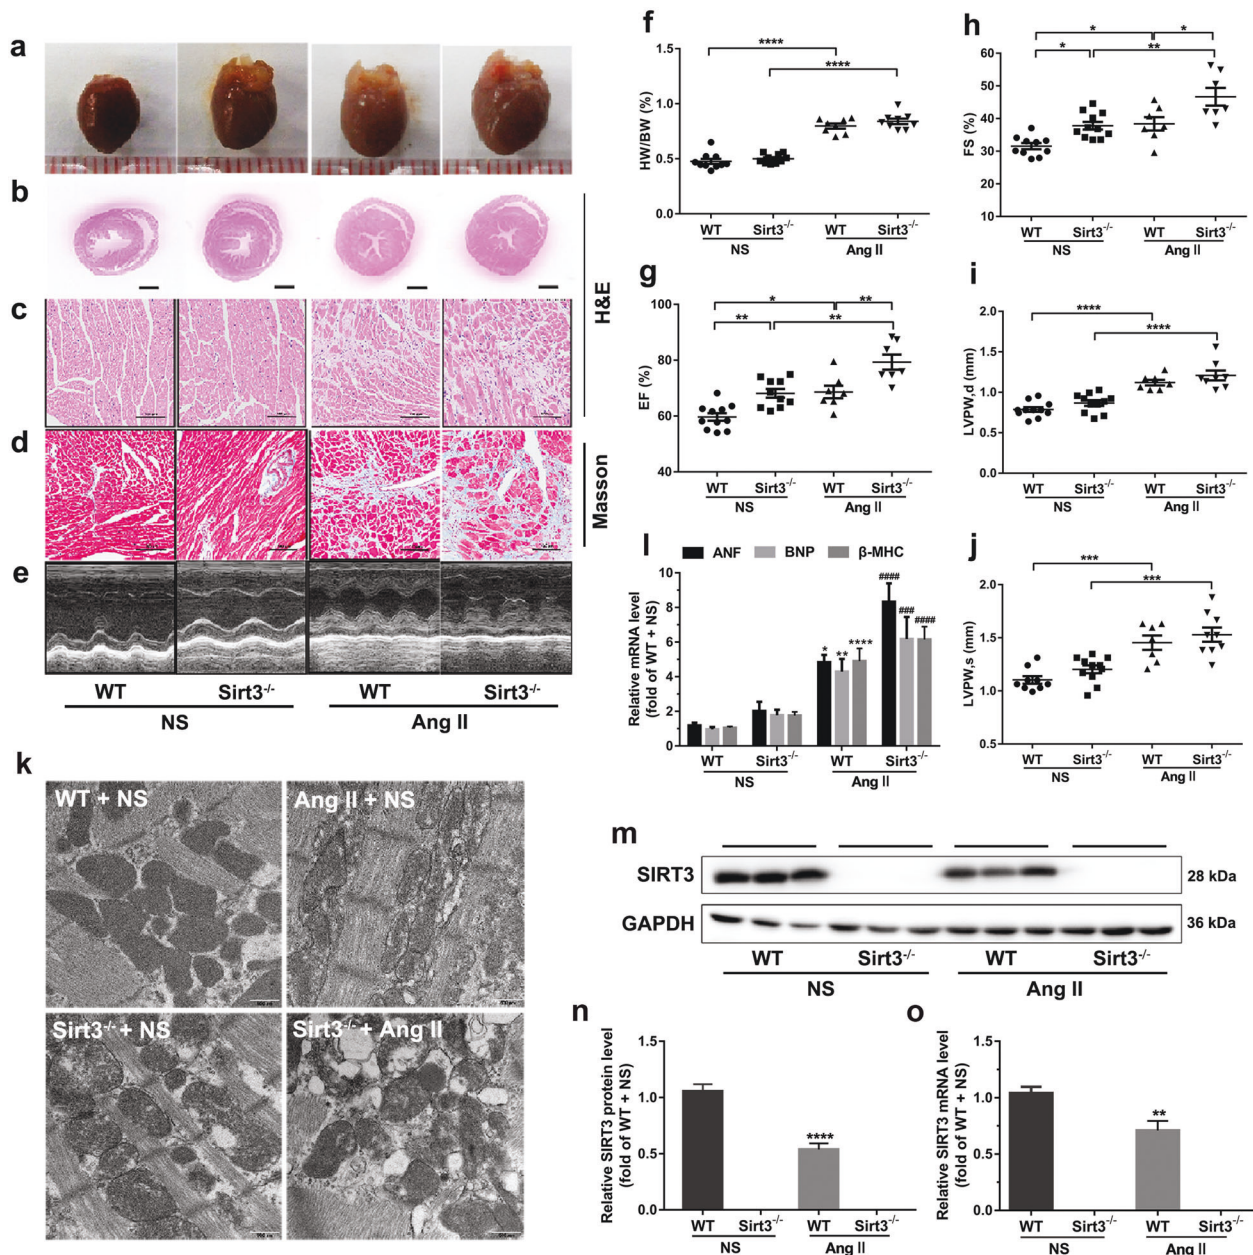 a
b
c
d
e
H&E
Masson
WT Sirt3-/- WT Sirt3-/-
NS Ang II
f
HW/BW (%)
1.5
1.0
0.5
0.0
WT Sirt3-/- WT Sirt3-/-
NS Ang II
**** ****
g
EF (%)
100
80
60
40
WT Sirt3-/- WT Sirt3-/-
NS Ang II
* **
** **
h
FS (%)
60
50
40
30
20
10
WT Sirt3-/- WT Sirt3-/-
NS Ang II
* *
* **
i
LVPW,d (mm)
2.0
1.5
1.0
0.5
0.0
WT Sirt3-/- WT Sirt3-/-
NS Ang II
****
****
j
LVPW,s (mm)
2.0
1.5
1.0
0.5
WT Sirt3-/- WT Sirt3-/-
NS Ang II
***
***
l
ANF BNP β-MHC
Relative mRNA level
(fold of WT + NS)
10
8
6
4
2
0
* ** **** #### ### ####
WT Sirt3-/- WT Sirt3-/-
NS Ang II
k
WT + NS Ang II + NS
Sirt3-/- + NS Sirt3-/- + Ang II
m
SIRT3 28 kDa
GAPDH 36 kDa
WT Sirt3-/- WT Sirt3-/-
NS Ang II
n
Relative SIRT3 protein level
(fold of WT + NS)
1.5
1.0
0.5
0.0
****
WT Sirt3-/- WT Sirt3-/-
NS Ang II
o
Relative SIRT3 mRNA level
(fold of WT + NS)
1.5
1.0
0.5
0.0
**
WT Sirt3-/- WT Sirt3-/-
NS Ang II